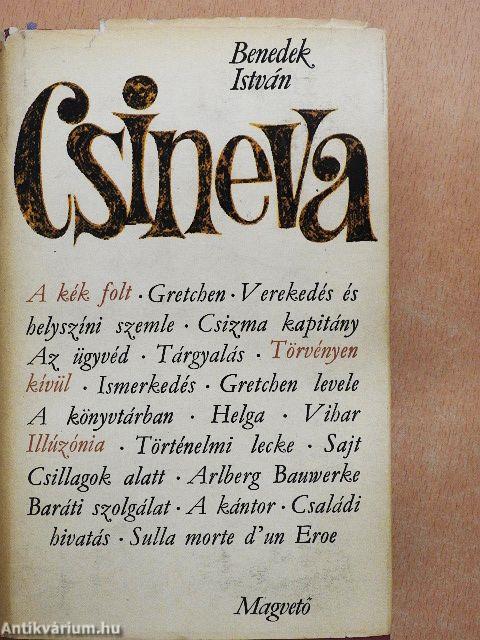 Benedek
István
Csineva
A kék folt · Gretchen · Verekedés és
helyszíni szemle · Csizma kapitány
Az ügyvéd · Tárgyalás · Törvényen
kívül · Ismerkedés · Gretchen levele
A könyvtárban · Helga · Vihar
Illúzónia · Történelmi lecke · Sajt
Csillagok alatt · Arlberg Bauwerke
Baráti szolgálat · A kántor · Családi
hivatás · Sulla morte d'un Eroe
Magvető
Antikvárium.hu